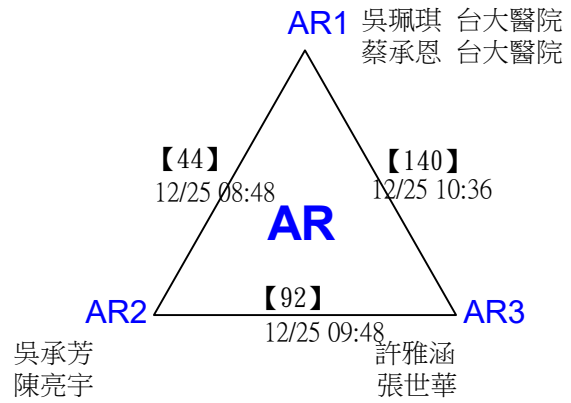 AR1 吳珮琪 台大醫院
蔡承恩 台大醫院
【44】
12/25 08:48
【140】
12/25 10:36
AR
AR2
【92】
12/25 09:48
AR3
吳承芳
陳亮宇
許雅涵
張世華